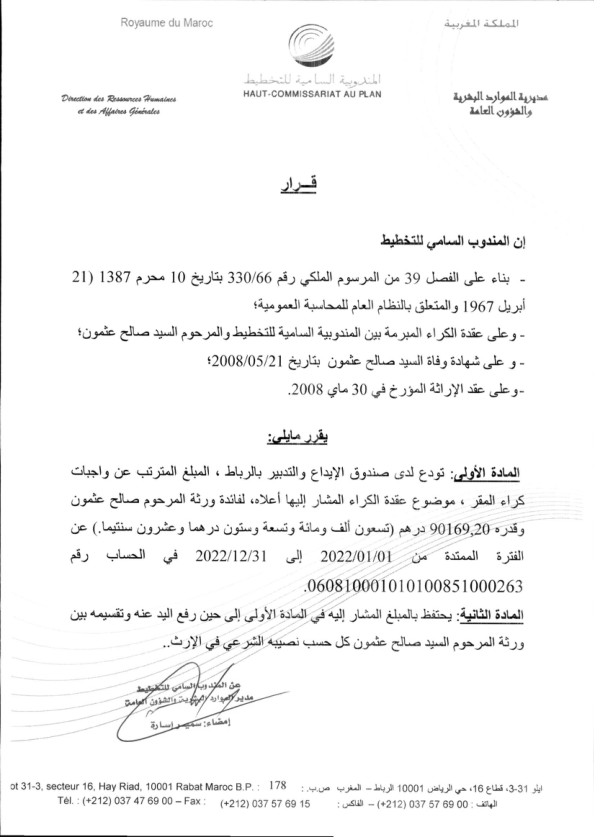 Royaume du Maroc
المملكة المغربية
المندوبية السامية للتخطيط
HAUT-COMMISSARIAT AU PLAN
Direction des Ressources Humaines
et des Affaires Générales
مديرية الموارد البشرية
والشؤون العامة
قـــرار
إن المندوب السامي للتخطيط
- بناء على الفصل 39 من المرسوم الملكي رقم 330/66 بتاريخ 10 محرم 1387 (21
أبريل 1967 والمتعلق بالنظام العام للمحاسبة العمومية؛
- وعلى عقدة الكراء المبرمة بين المندوبية السامية للتخطيط والمرحوم السيد صالح عثمون؛
- و على شهادة وفاة السيد صالح عثمون بتاريخ 2008/05/21؛
-وعلى عقد الإراثة المؤرخ في 30 ماي 2008.
يقرر مايلي:
المادة الأولى: تودع لدى صندوق الإيداع والتدبير بالرباط ، المبلغ المترتب عن واجبات
كراء المقر ، موضوع عقدة الكراء المشار إليها أعلاه، لفائدة ورثة المرحوم صالح عثمون
وقدره 90169,20 درهم (تسعون ألف ومائة وتسعة وستون درهما وعشرون سنتيما.) عن
الفترة الممتدة من 2022/01/01 إلى 2022/12/31 في الحساب رقم
060810001010100851000263.
المادة الثانية: يحتفظ بالمبلغ المشار إليه في المادة الأولى إلى حين رفع اليد عنه وتقسيمه بين
ورثة المرحوم السيد صالح عثمون كل حسب نصيبه الشرعي في الإرث..
عن المندوب السامي للتخطيط
مدير الموارد البشرية والشؤون العامة
إمضاء: سمير إسارة
ot 31-3, secteur 16, Hay Riad, 10001 Rabat Maroc B.P. : 178
ايلو 3-31، قطاع 16، حي الرياض 10001 الرباط – المغرب ص.ب. :
Tél. : (+212) 037 47 69 00 – Fax : (+212) 037 57 69 15
الهاتف : 00 69 57 037 (212+) – الفاكس :